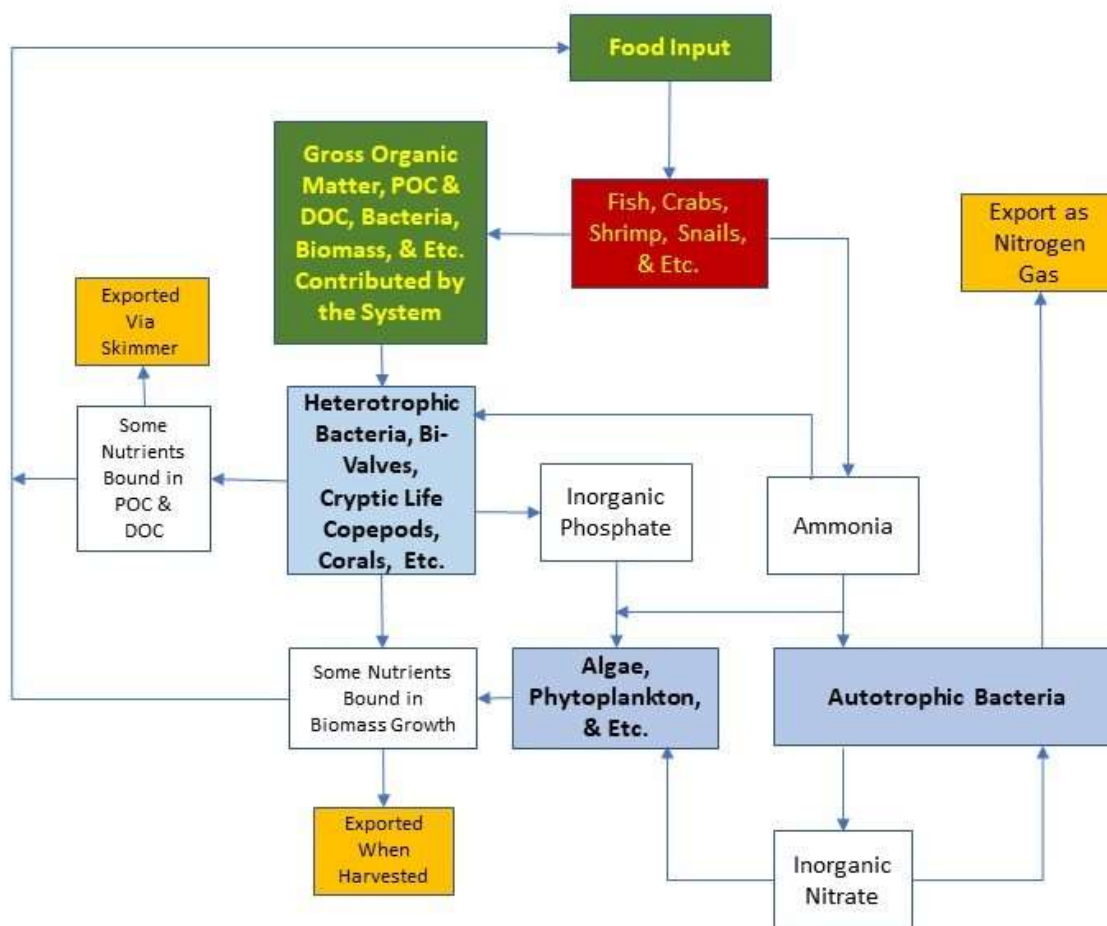 Food Input
Gross Organic
Matter, POC &
DOC, Bacteria,
Biomass, & Etc.
Contributed by
the System
Fish, Crabs,
Shrimp, Snails,
& Etc.
Export as
Nitrogen
Gas
Exported
Via
Skimmer
Some
Nutrients
Bound in
POC &
DOC
Heterotrophic
Bacteria, Bi-
Valves,
Cryptic Life
Copepods,
Corals, Etc.
Inorganic
Phosphate
Ammonia
Some Nutrients
Bound in
Biomass Growth
Algae,
Phytoplankton,
& Etc.
Autotrophic Bacteria
Exported
When
Harvested
Inorganic
Nitrate